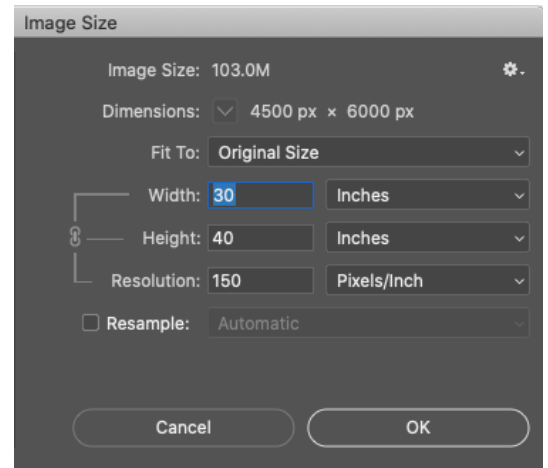 Image Size
Image Size: 103.0M
Dimensions: 4500 px × 6000 px
Fit To: Original Size
Width: 30 Inches
Height: 40 Inches
Resolution: 150 Pixels/Inch
Resample: Automatic
Cancel OK